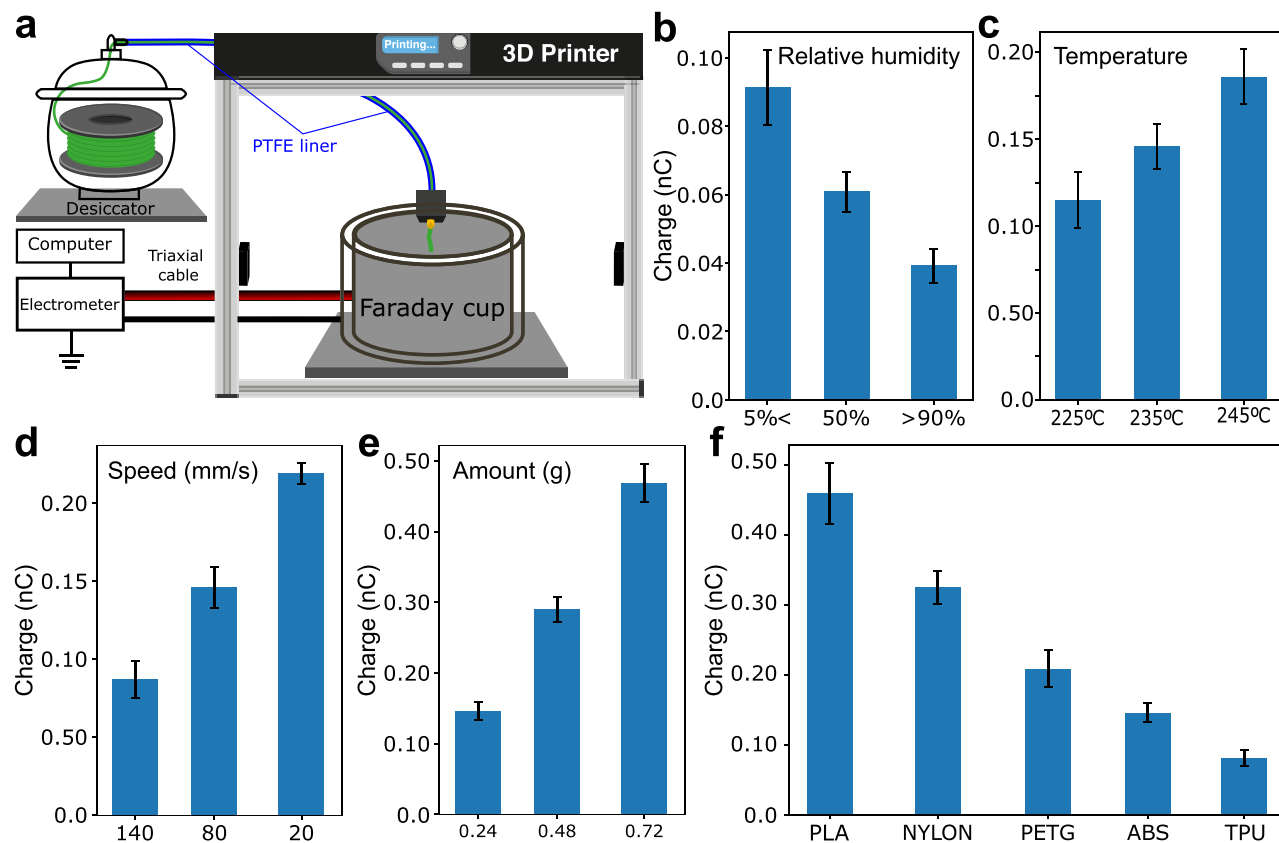 a
Printing...
3D Printer
PTFE liner
Desiccator
Computer
Triaxial
cable
Electrometer
Faraday cup
b
Relative humidity
Charge (nC)
0.10
0.08
0.06
0.04
0.02
0.0
5%<
50%
>90%
c
Temperature
0.20
0.15
0.10
0.50
0.00
225ºC
235ºC
245ºC
d
Speed (mm/s)
Charge (nC)
0.20
0.15
0.10
0.50
0.0
140
80
20
e
Amount (g)
Charge (nC)
0.50
0.40
0.30
0.20
0.10
0.0
0.24
0.48
0.72
f
Charge (nC)
0.50
0.40
0.30
0.20
0.10
0.0
PLA
NYLON
PETG
ABS
TPU